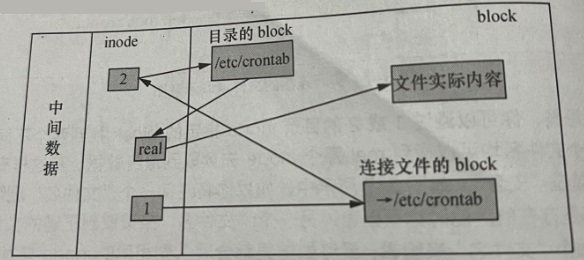 inode
目录的 block
block
2
/etc/crontab
文件实际内容
中间数据
real
连接文件的 block
1
→/etc/crontab